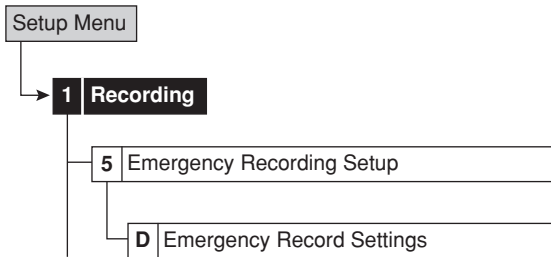 Setup Menu
1 Recording
5 Emergency Recording Setup
D Emergency Record Settings